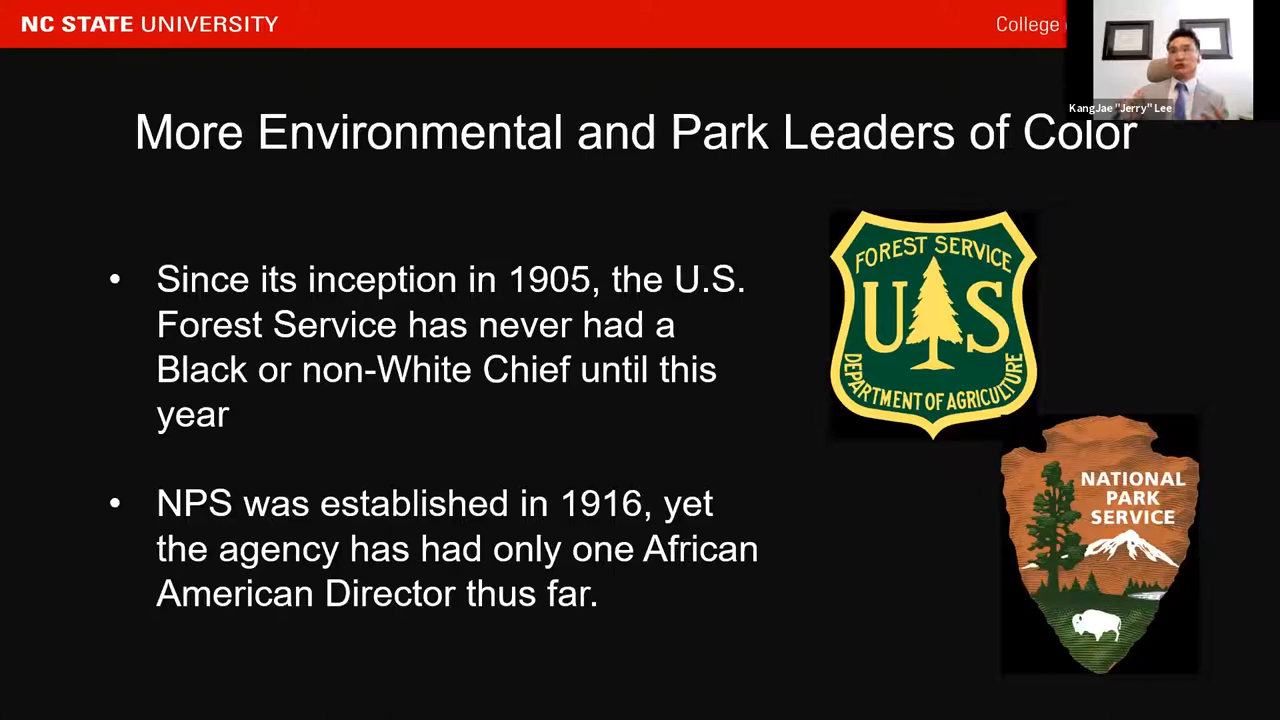 NC STATE UNIVERSITY
College
KangJae "Jerry" Lee
More Environmental and Park Leaders of Color
• Since its inception in 1905, the U.S.
Forest Service has never had a
Black or non-White Chief until this
year
• NPS was established in 1916, yet
the agency has had only one African
American Director thus far.
FOREST SERVICE
U S
DEPARTMENT OF AGRICULTURE
NATIONAL
PARK
SERVICE